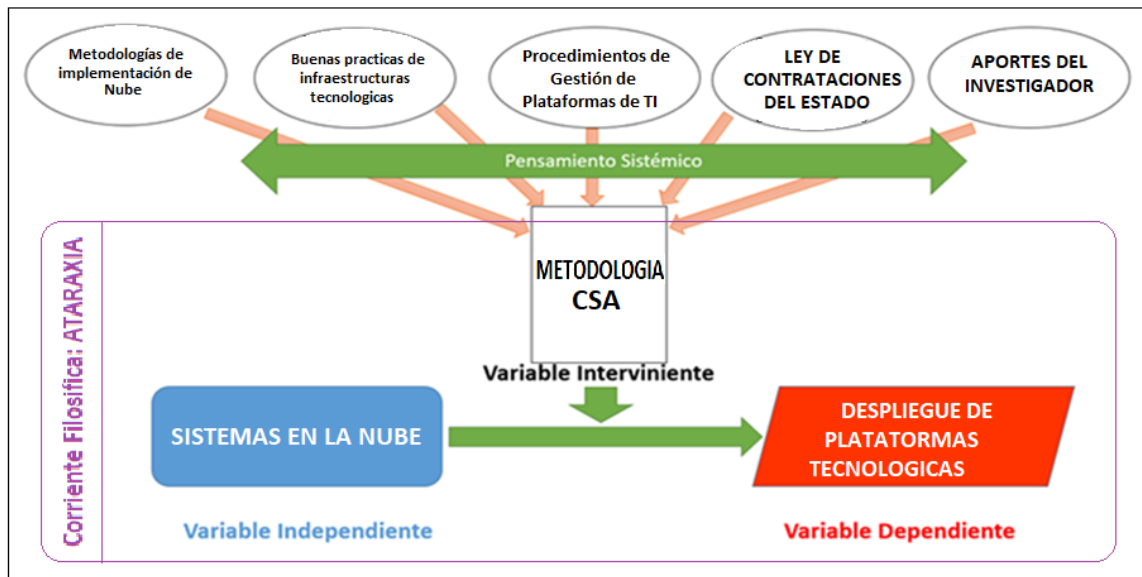 Metodologías de
implementación de
Nube
Buenas practicas de
infraestructuras
tecnologicas
Procedimientos de
Gestión de
Plataformas de TI
LEY DE
CONTRATACIONES
DEL ESTADO
APORTES DEL
INVESTIGADOR
Pensamiento Sistémico
Corriente Filosifica: ATARAXIA
METODOLOGIA
CSA
Variable Interviniente
SISTEMAS EN LA NUBE
DESPLIEGUE DE
PLATATORMAS
TECNOLOGICAS
Variable Independiente
Variable Dependiente